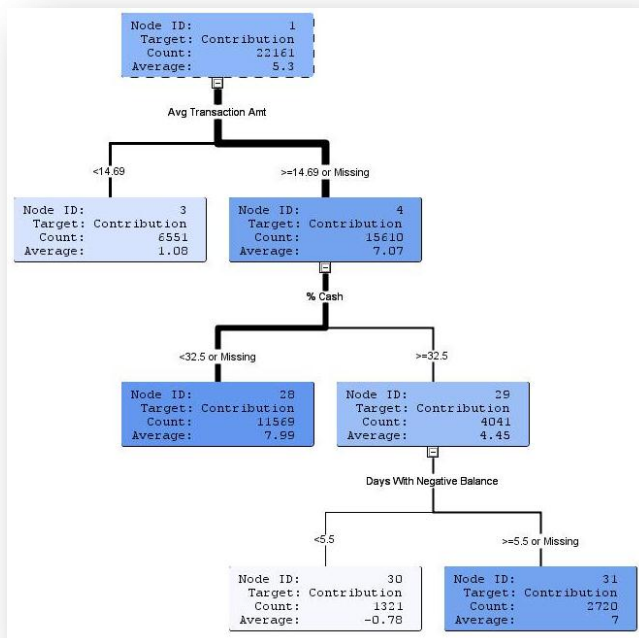 Node ID: 1
Target: Contribution
Count: 22161
Average: 5.3
Avg Transaction Amt
<14.69
>=14.69 or Missing
Node ID: 3
Target: Contribution
Count: 6551
Average: 1.08
Node ID: 4
Target: Contribution
Count: 15610
Average: 7.07
% Cash
<32.5 or Missing
>=32.5
Node ID: 28
Target: Contribution
Count: 11569
Average: 7.99
Node ID: 29
Target: Contribution
Count: 4041
Average: 4.45
Days With Negative Balance
<5.5
>=5.5 or Missing
Node ID: 30
Target: Contribution
Count: 1321
Average: -0.78
Node ID: 31
Target: Contribution
Count: 2720
Average: 7